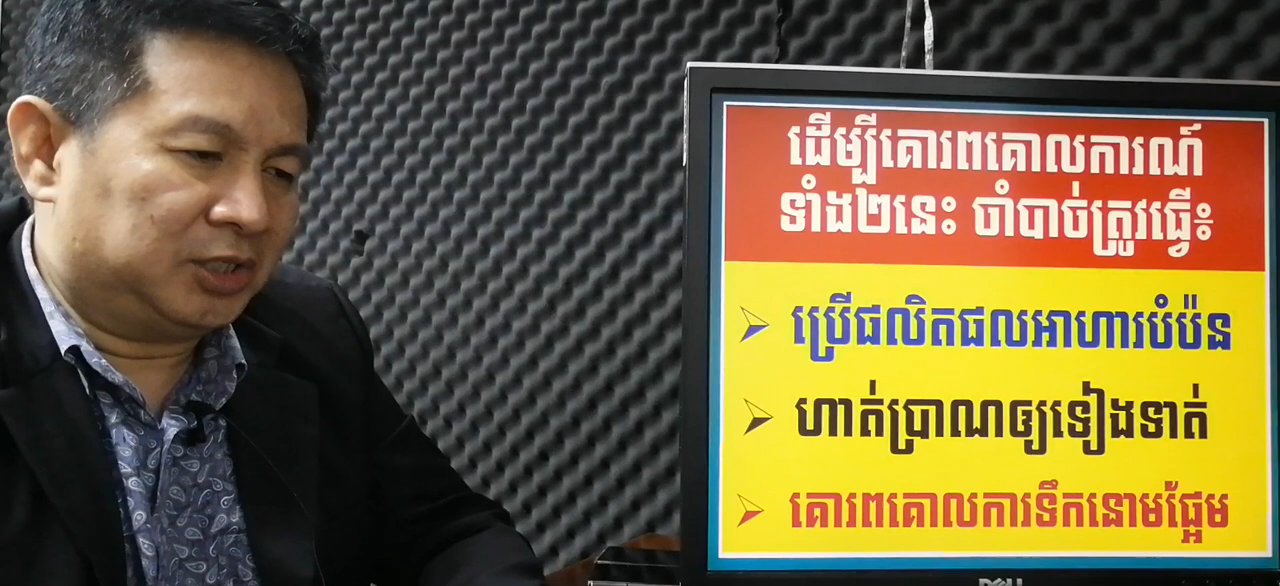 ដើម្បីគោរពគោលការណ៍
ទាំង២នេះ ចាំបាច់ត្រូវធ្វើ៖
ប្រើផលិតផលអាហារបំប៉ន
ហាត់ប្រាណឲ្យទៀងទាត់
គោរពគោលការទឹកនោមផ្អែម
DELL